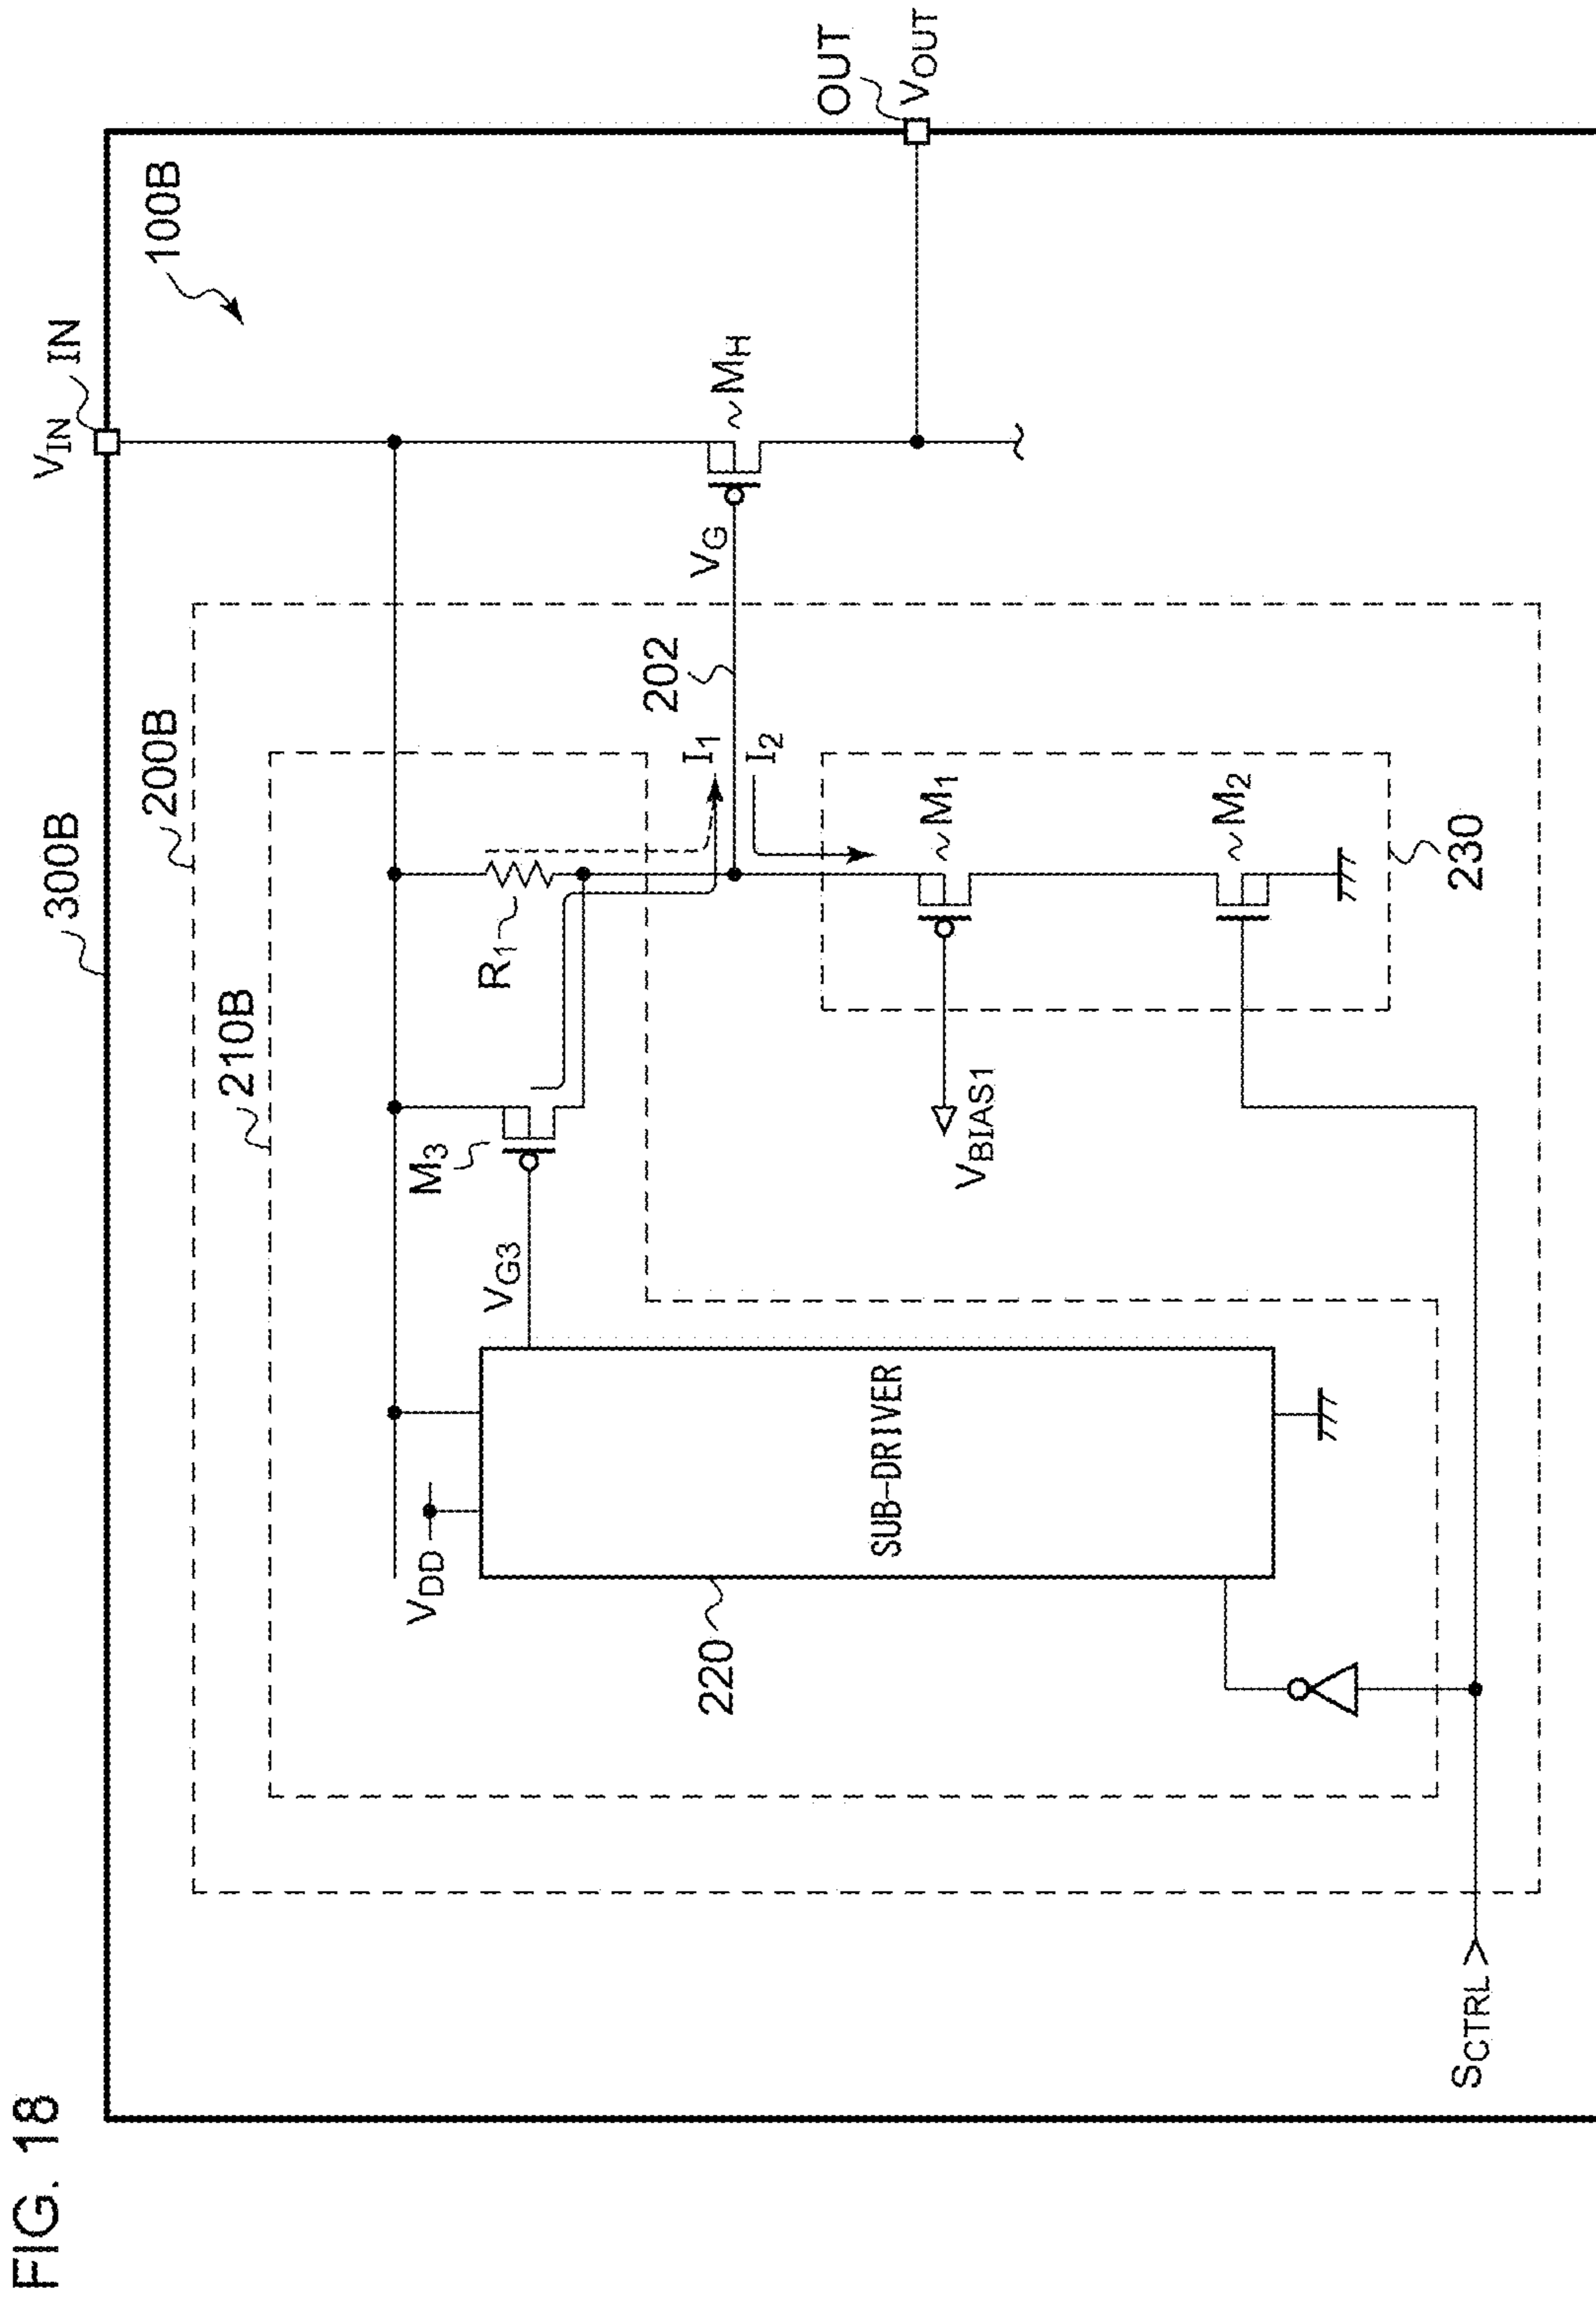 FIG. 18
300B
VIN
IN
100B
200B
210B
VDD
M3
R1
VG3
220
SUB-DRIVER
202
I1
I2
VG
MH
OUT
VOUT
VBIAS1
M1
M2
230
SCTRL